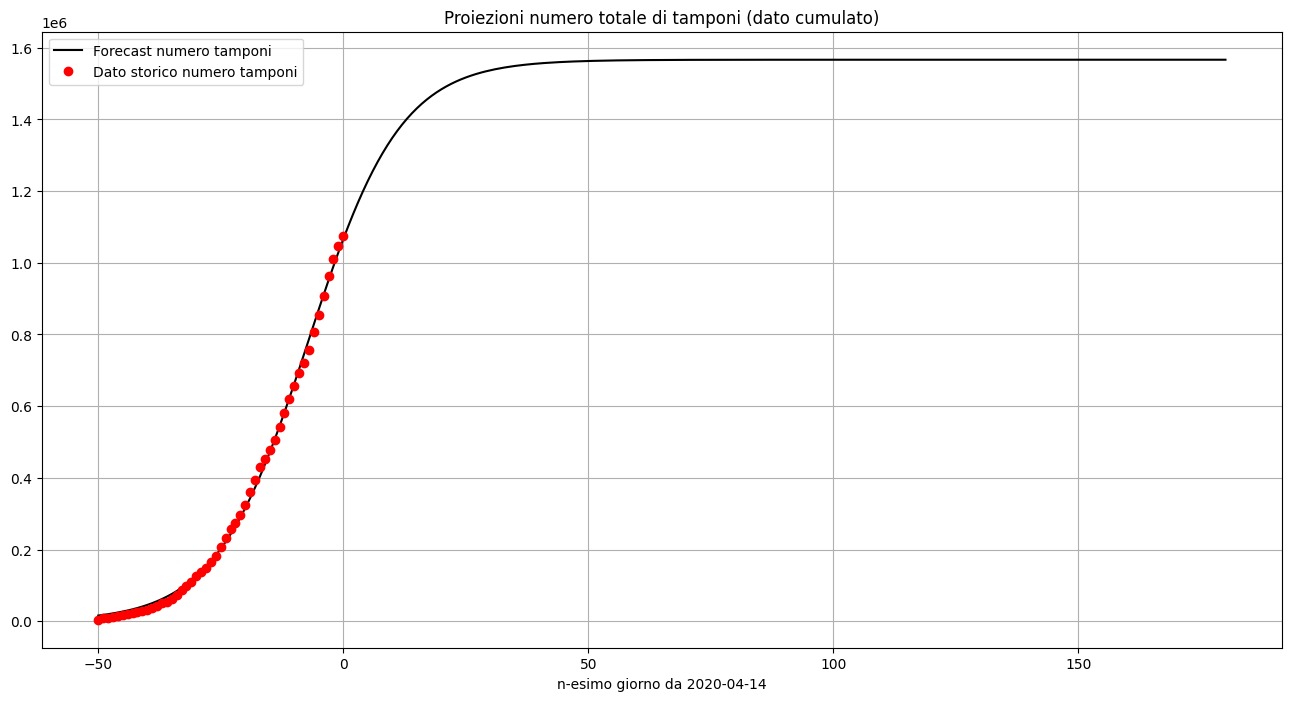 Proiezioni numero totale di tamponi (dato cumulato)
1e6
Forecast numero tamponi
Dato storico numero tamponi
1.6
1.4
1.2
1.0
0.8
0.6
0.4
0.2
0.0
−50 0 50 100 150
n-esimo giorno da 2020-04-14